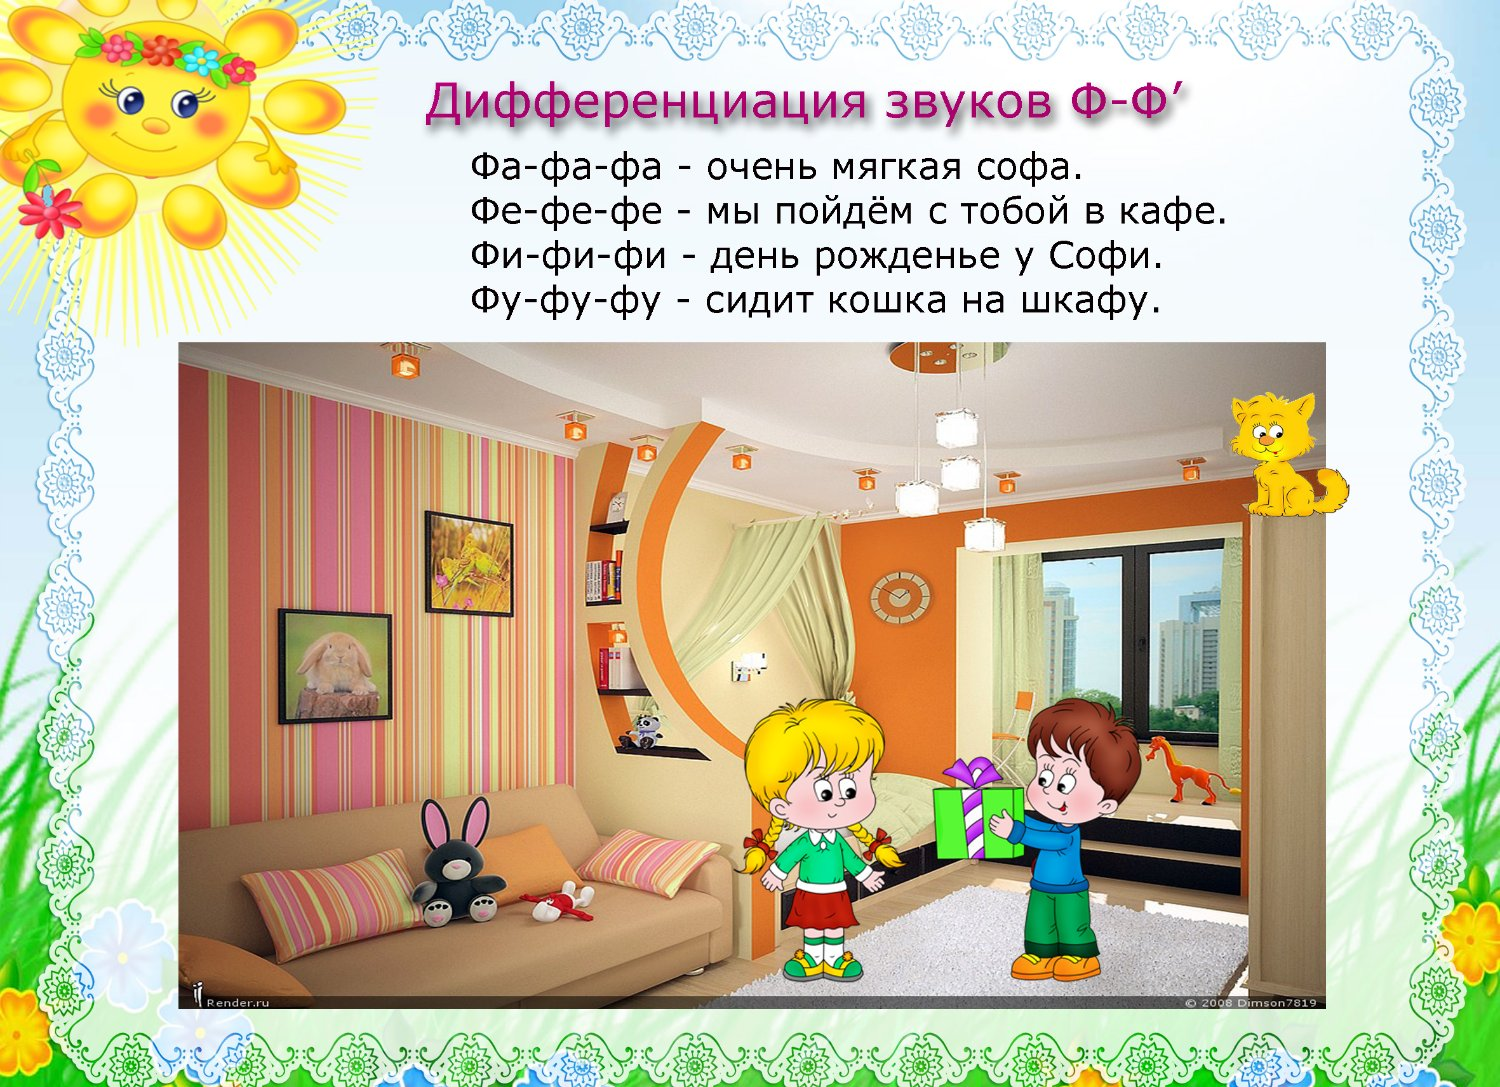 Дифференциация звуков Ф-Ф’
Фа-фа-фа - очень мягкая софа.
Фе-фе-фе - мы пойдём с тобой в кафе.
Фи-фи-фи - день рожденье у Софи.
Фу-фу-фу - сидит кошка на шкафу.
Render.ru
© 2008 Dimson7819